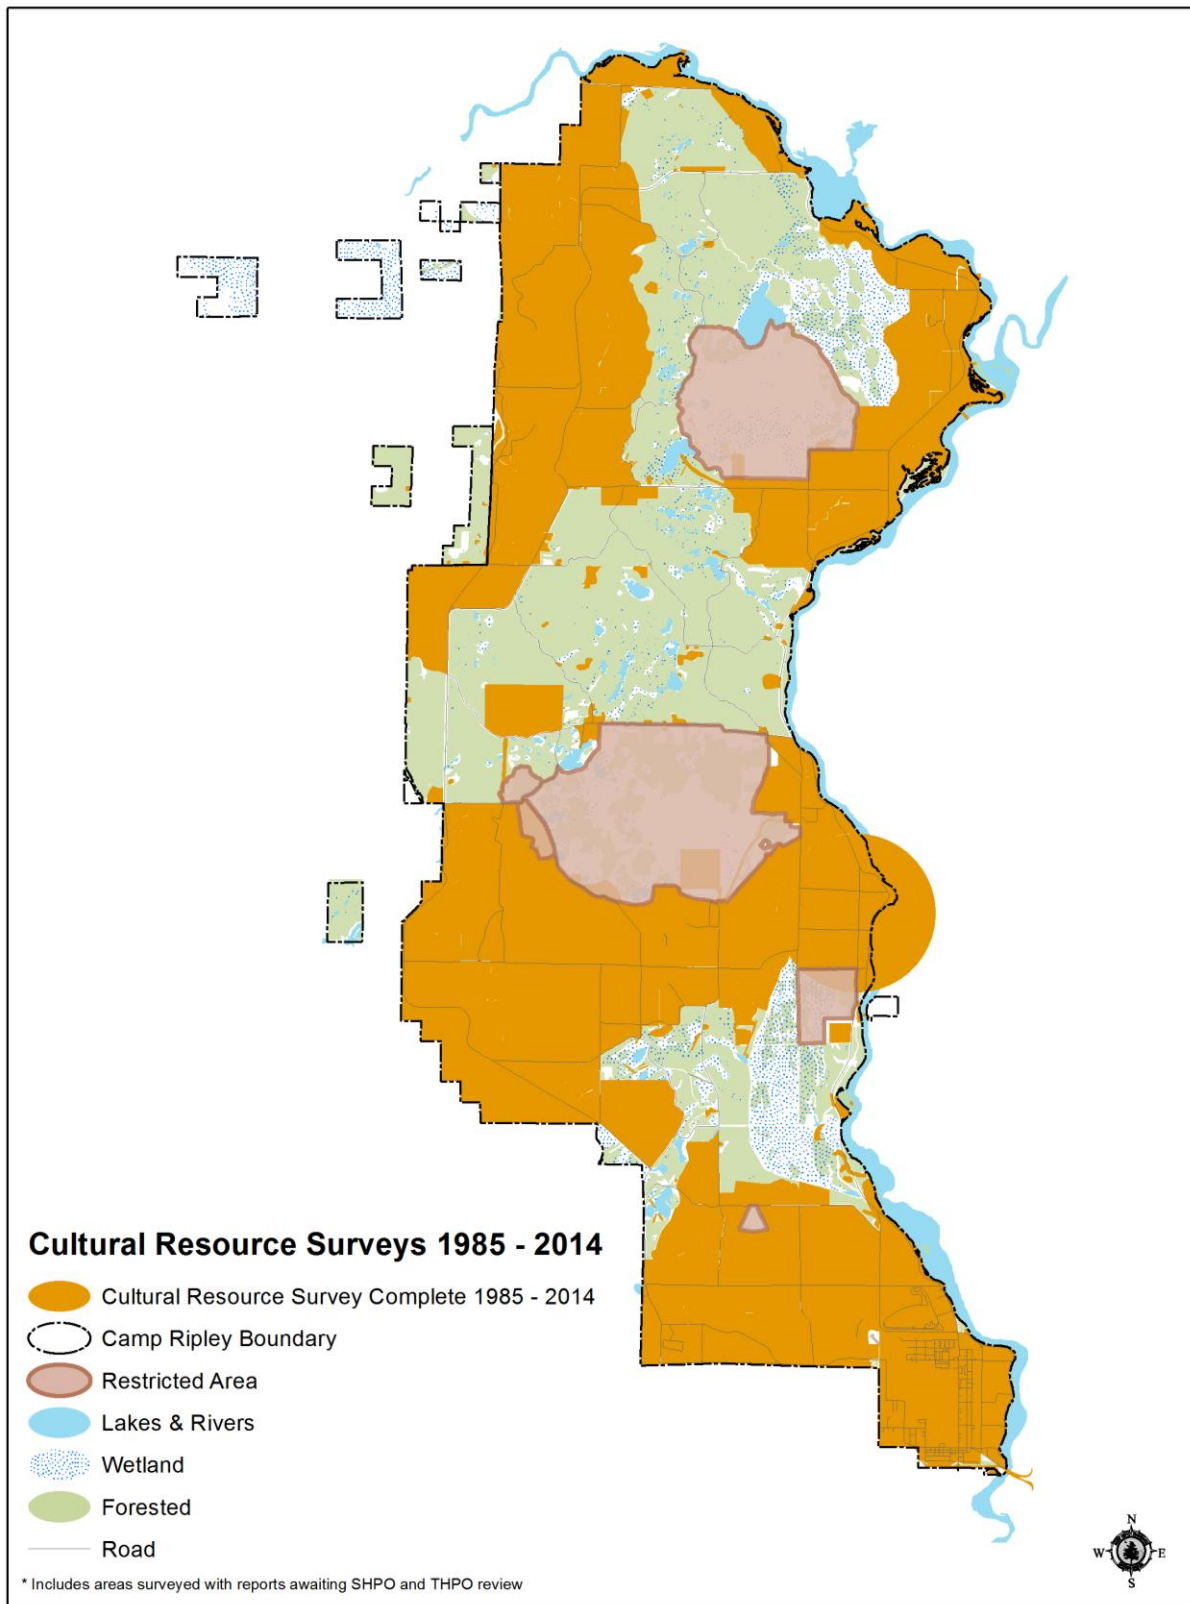 Cultural Resource Surveys 1985 - 2014
Cultural Resource Survey Complete 1985 - 2014
Camp Ripley Boundary
Restricted Area
Lakes & Rivers
Wetland
Forested
Road
* Includes areas surveyed with reports awaiting SHPO and THPO review
N
W E
S